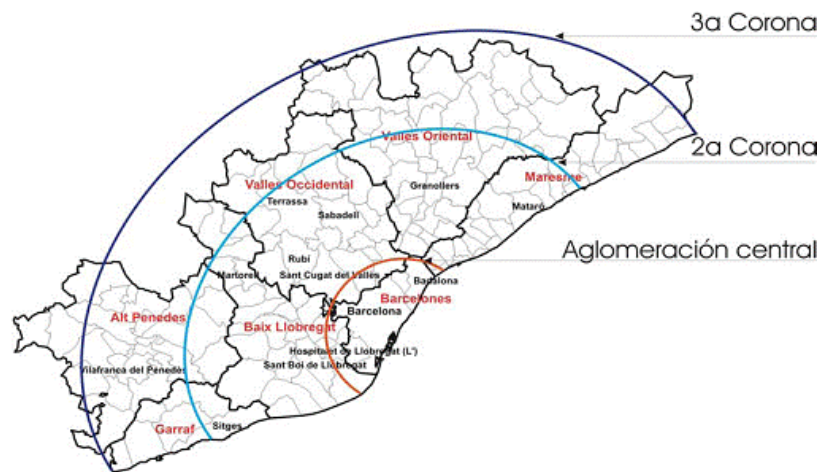 3a Corona
2a Corona
Valles Oriental
Maresme
Valles Occidental
Granollers
Terrassa
Mataró
Sabadell
Aglomeración central
Rubí
Martorell
Sant Cugat del Valles
Badalona
Barcelones
Barcelona
Alt Penedes
Baix Llobregat
Hospitalet de Llobregat (L')
Sant Boi de Llobregat
Vilafranca del Penedès
Garraf
Sitges